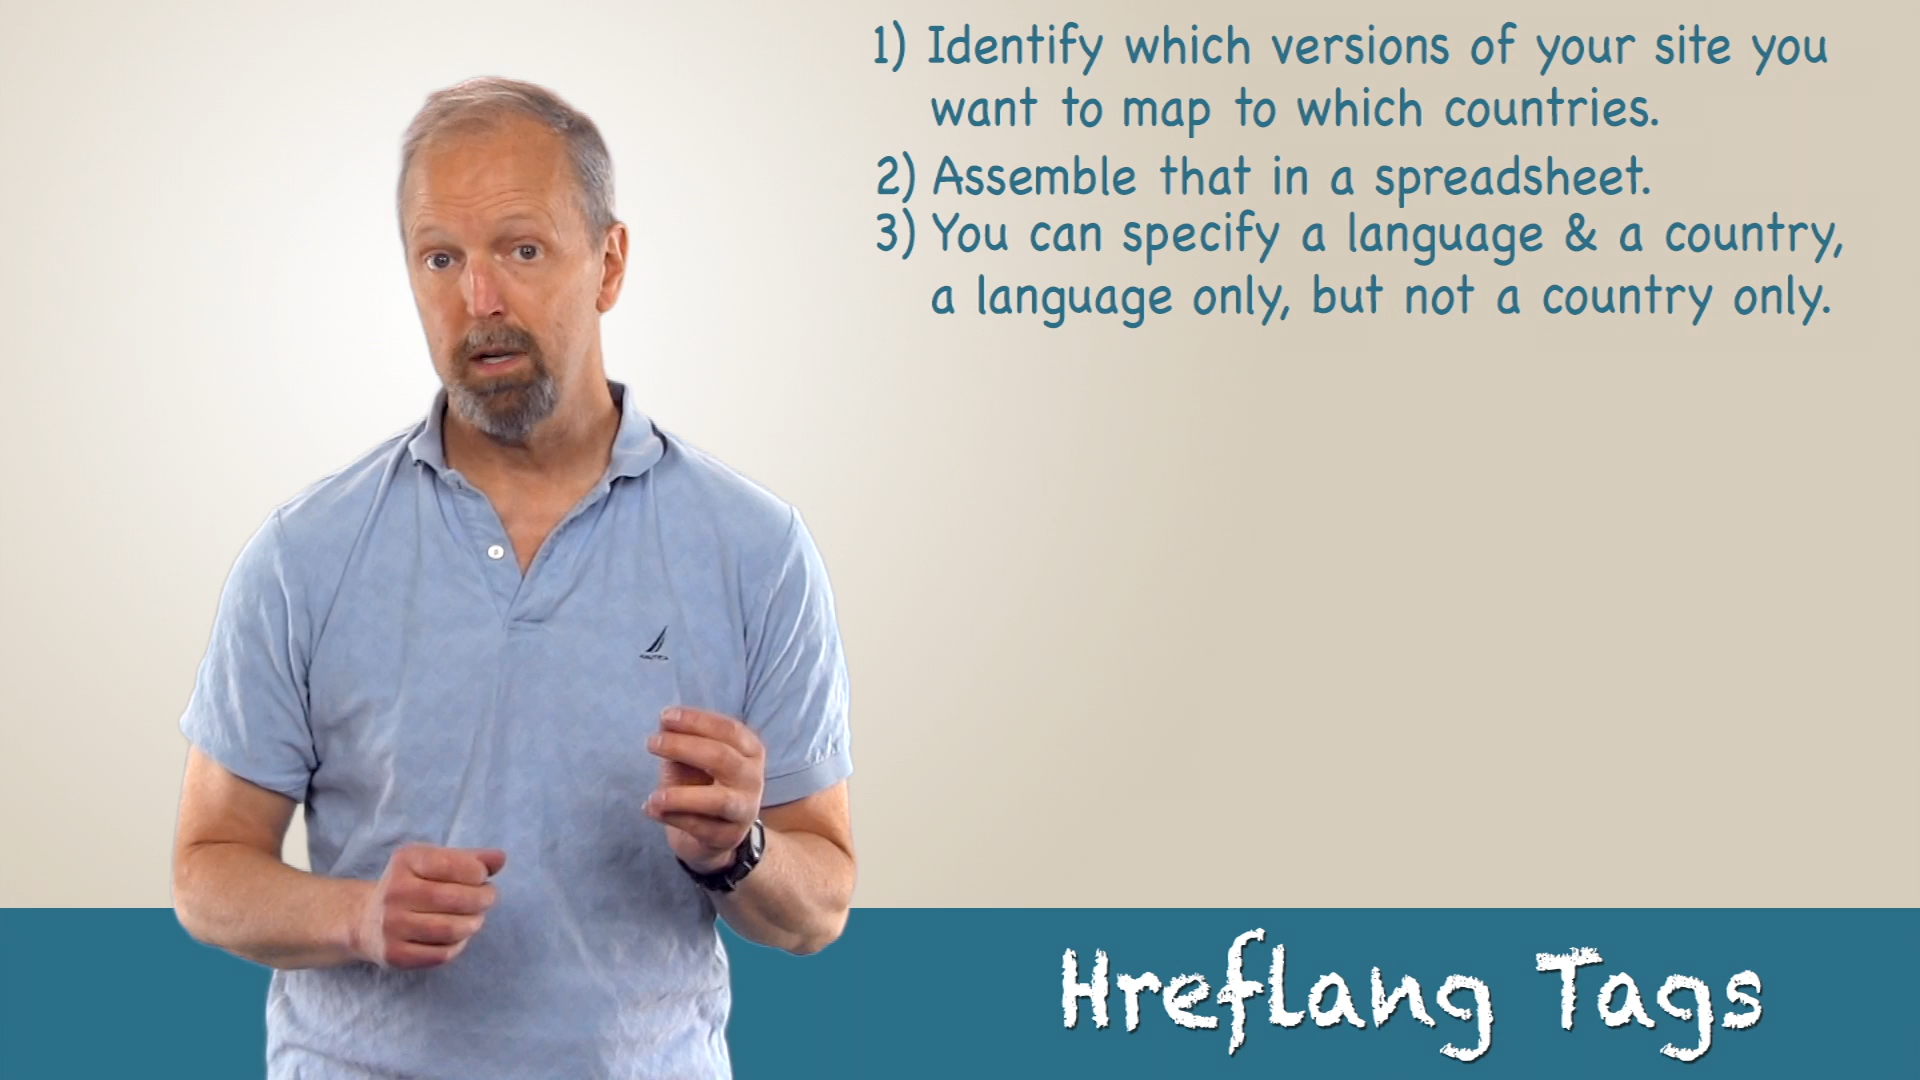 1) Identify which versions of your site you
want to map to which countries.
2) Assemble that in a spreadsheet.
3) You can specify a language & a country,
a language only, but not a country only.
Hreflang Tags